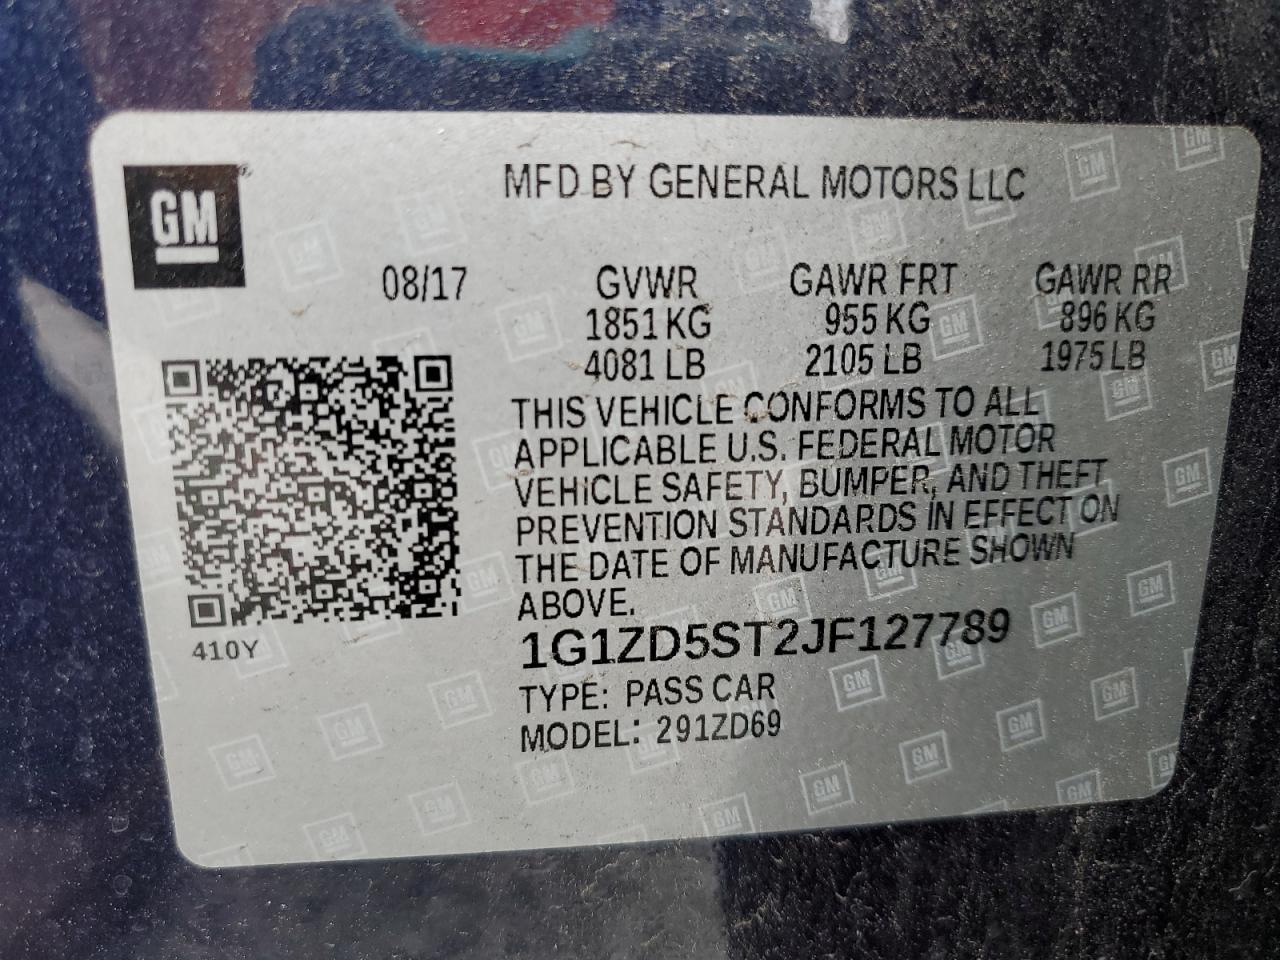 GM
MFD BY GENERAL MOTORS LLC
08/17 GVWR GAWR FRT GAWR RR
1851 KG 955 KG 896 KG
4081 LB 2105 LB 1975 LB
THIS VEHICLE CONFORMS TO ALL
APPLICABLE U.S. FEDERAL MOTOR
VEHICLE SAFETY, BUMPER, AND THEFT
PREVENTION STANDARDS IN EFFECT ON
THE DATE OF MANUFACTURE SHOWN
ABOVE.
410Y
1G1ZD5ST2JF127789
TYPE: PASS CAR
MODEL: 291ZD69